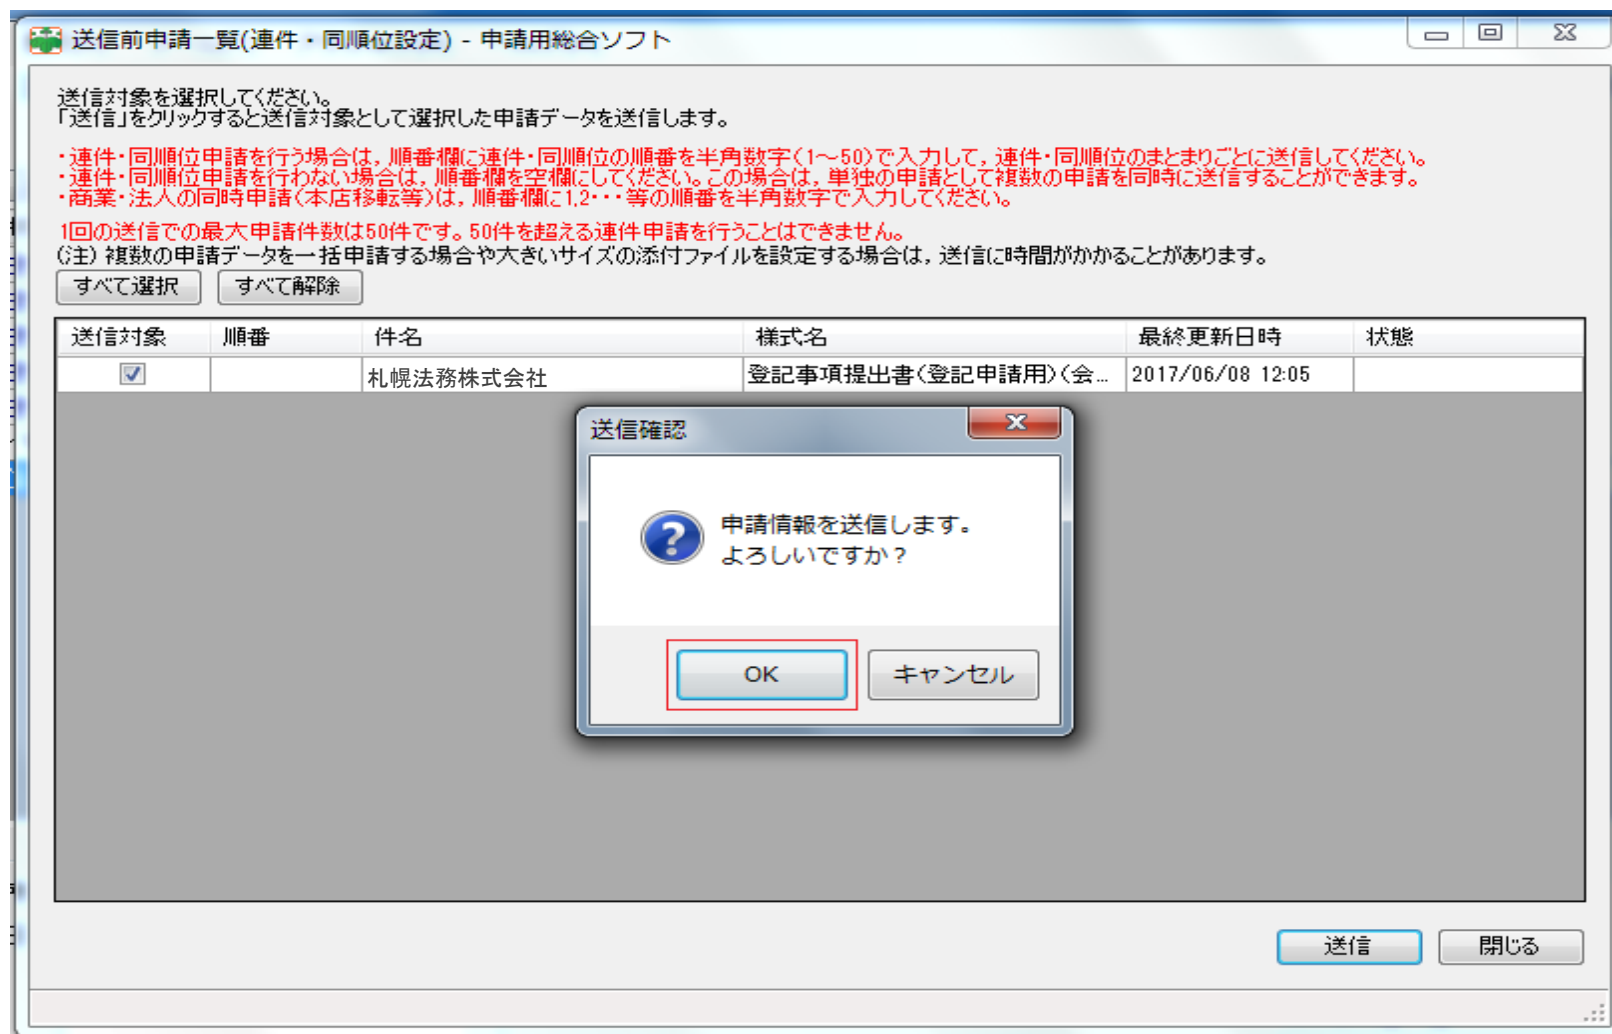 送信前申請一覧(連件・同順位設定) - 申請用総合ソフト
送信対象を選択してください。
「送信」をクリックすると送信対象として選択した申請データを送信します。
・連件・同順位申請を行う場合は，順番欄に連件・同順位の順番を半角数字（1～50）で入力して，連件・同順位のまとまりごとに送信してください。
・連件・同順位申請を行わない場合は，順番欄を空欄にしてください。この場合は，単独の申請として複数の申請を同時に送信することができます。
・商業・法人の同時申請（本店移転等）は，順番欄に1,2・・・等の順番を半角数字で入力してください。
1回の送信での最大申請件数は50件です。50件を超える連件申請を行うことはできません。
(注) 複数の申請データを一括申請する場合や大きいサイズの添付ファイルを設定する場合は，送信に時間がかかることがあります。
すべて選択 すべて解除
送信対象 順番 件名 様式名 最終更新日時 状態
札幌法務株式会社 登記事項提出書（登記申請用）（会... 2017/06/08 12:05
送信確認
申請情報を送信します。
よろしいですか？
OK キャンセル
送信 閉じる